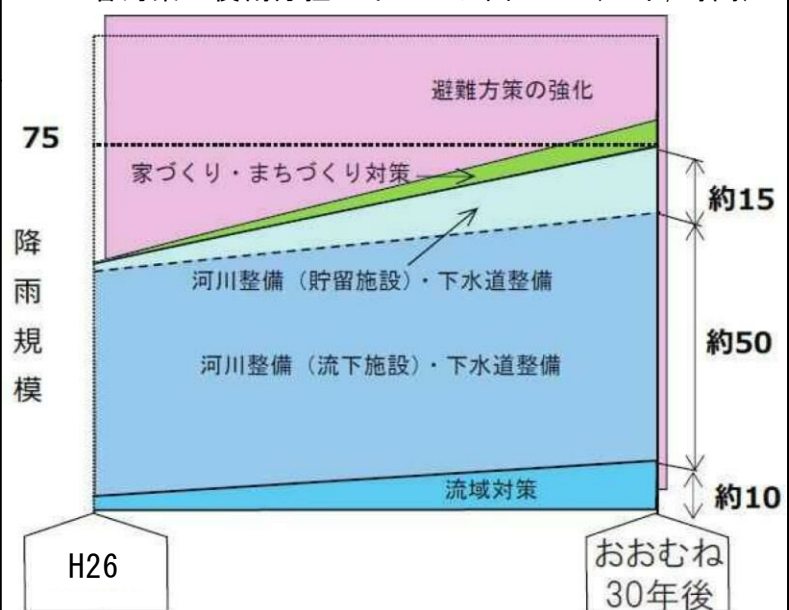 避難方策の強化
75
家づくり・まちづくり対策
約15
降雨規模
河川整備（貯留施設）・下水道整備
約50
河川整備（流下施設）・下水道整備
流域対策
約10
H26
おおむね
30年後